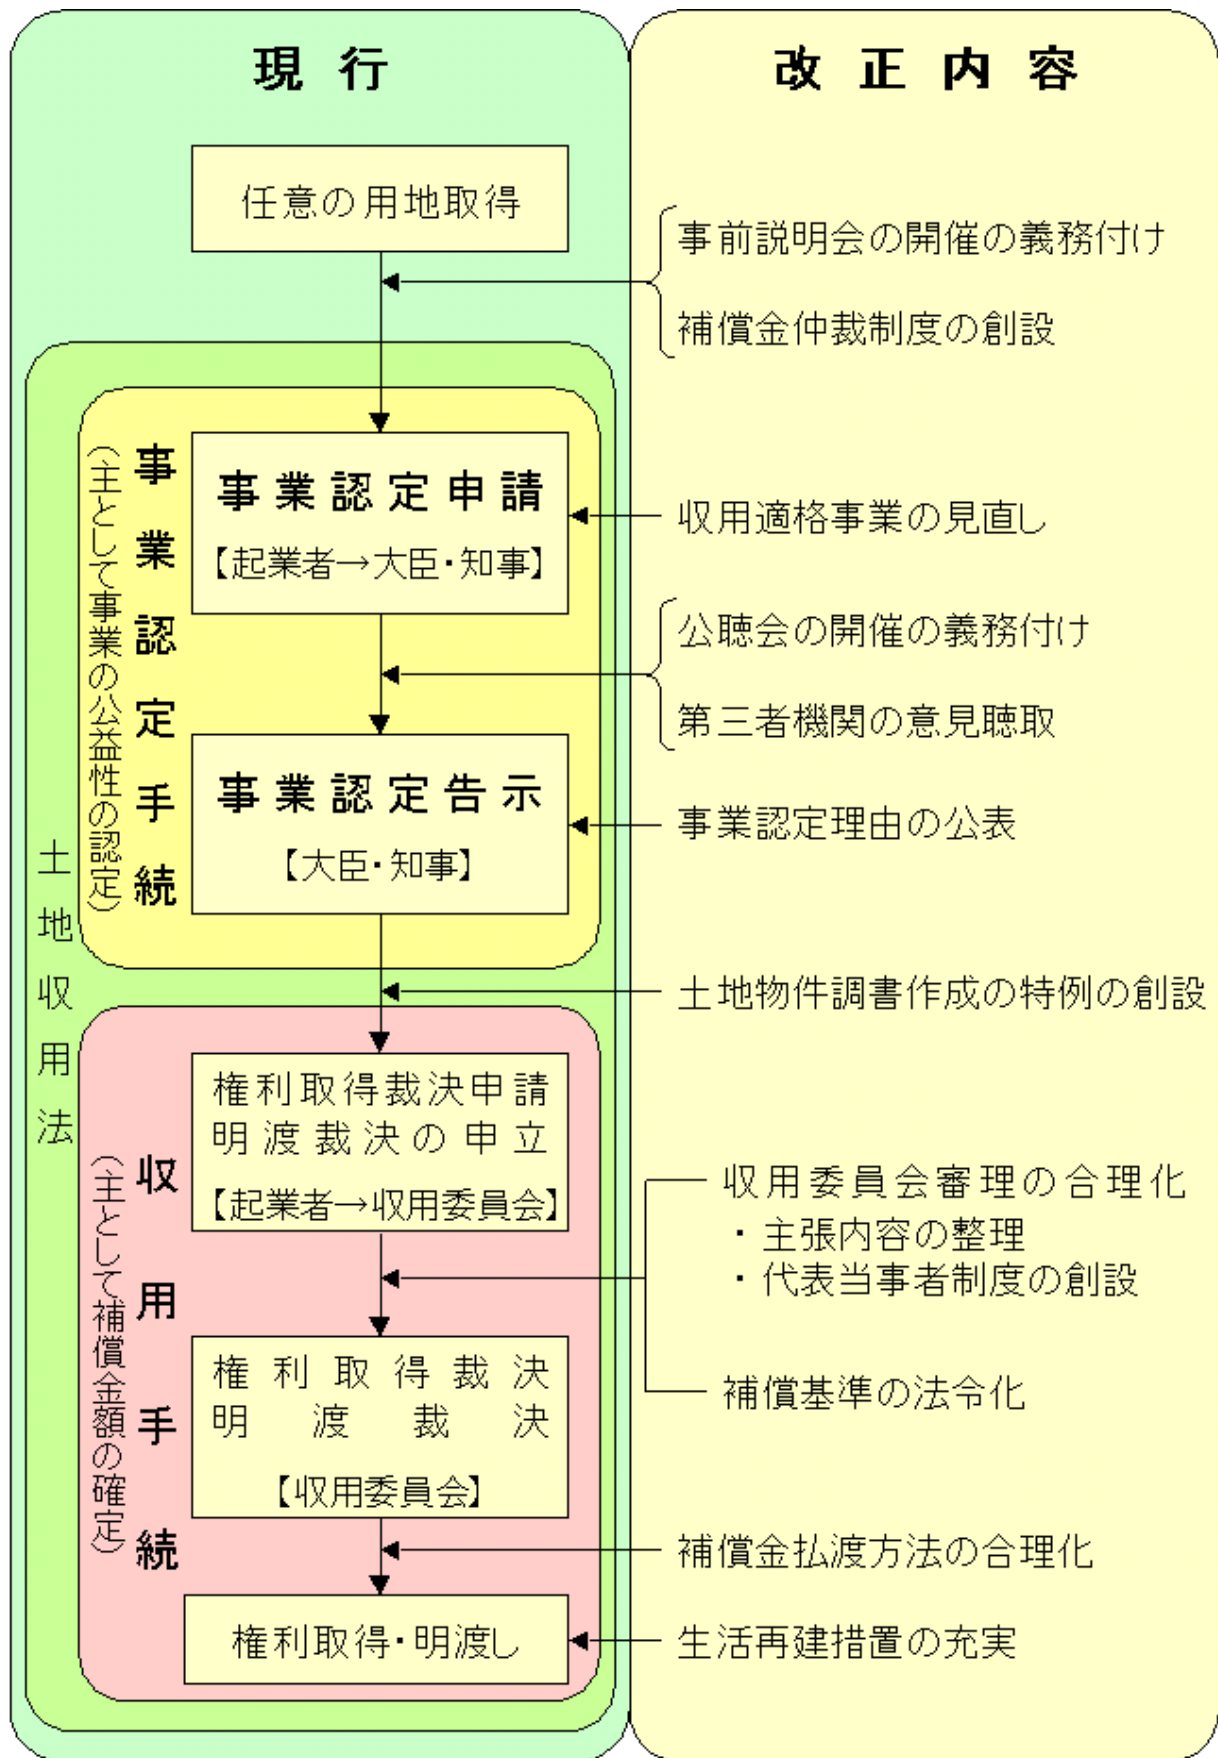 現行
任意の用地取得
土地収用法
事業認定手続
（主として事業の公益性の認定）
事業認定申請
【起業者→大臣・知事】
事業認定告示
【大臣・知事】
収用手続
（主として補償金額の確定）
権利取得裁決申請
明渡裁決の申立
【起業者→収用委員会】
権利取得裁決
明渡裁決
【収用委員会】
権利取得・明渡し
改正内容
事前説明会の開催の義務付け
補償金仲裁制度の創設
収用適格事業の見直し
公聴会の開催の義務付け
第三者機関の意見聴取
事業認定理由の公表
土地物件調書作成の特例の創設
収用委員会審理の合理化
・主張内容の整理
・代表当事者制度の創設
補償基準の法令化
補償金払渡方法の合理化
生活再建措置の充実